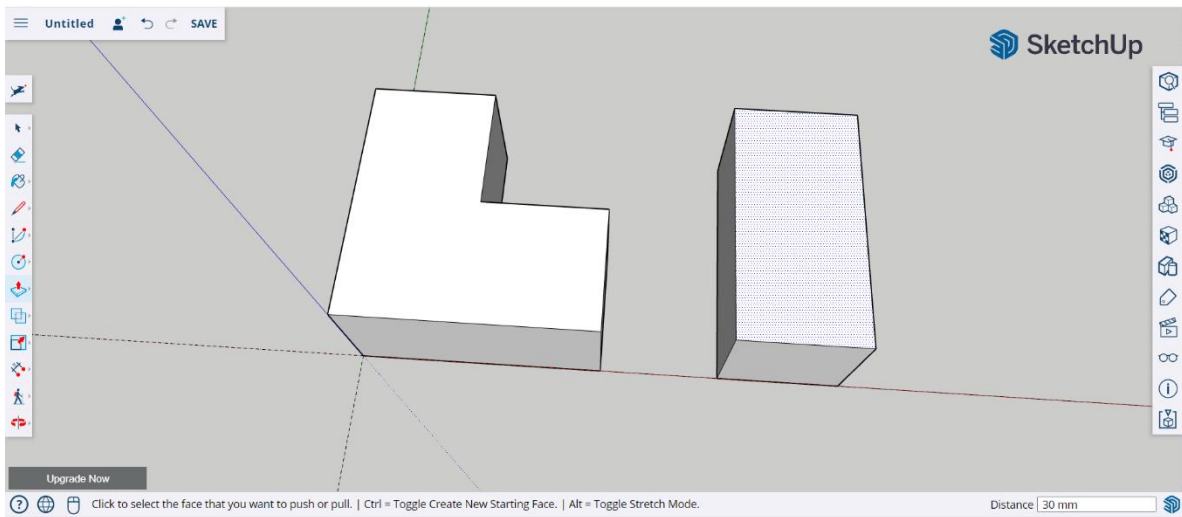 Untitled SAVE
SketchUp
Upgrade Now
Click to select the face that you want to push or pull. | Ctrl = Toggle Create New Starting Face. | Alt = Toggle Stretch Mode. Distance 30 mm